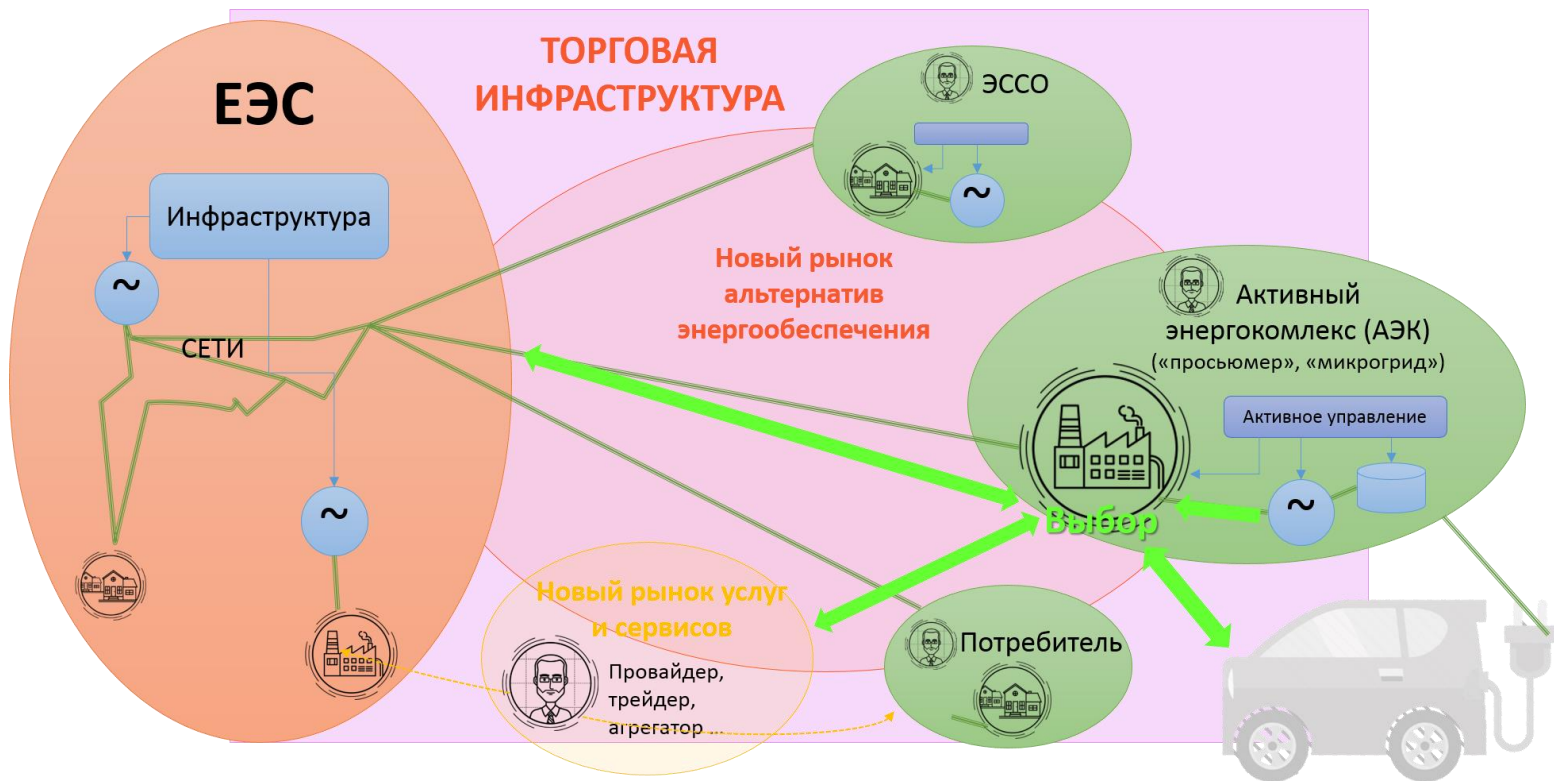 ЕЭС
Инфраструктура
~
СЕТИ
~
ТОРГОВАЯ
ИНФРАСТРУКТУРА
ЭССО
~
Новый рынок
альтернатив
энергообеспечения
Активный
энергокомлекс (АЭК)
(«просьюмер», «микрогрид»)
Активное управление
~
Выбор
Новый рынок услуг
и сервисов
Провайдер,
трейдер,
агрегатор ...
Потребитель